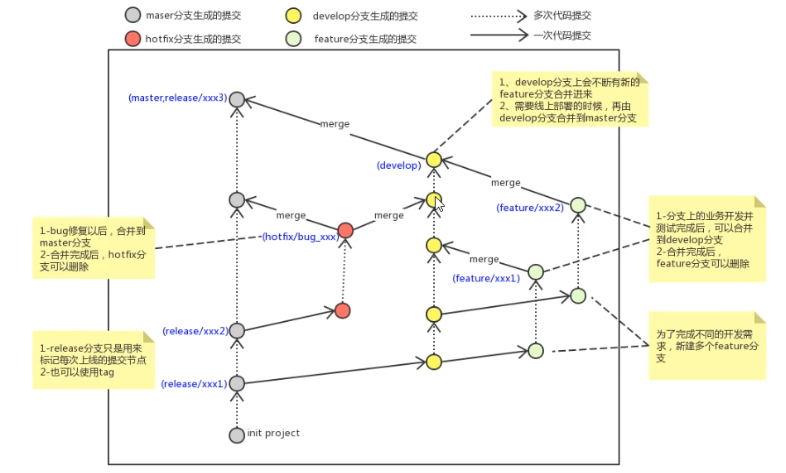 maser分支生成的提交
develop分支生成的提交
多次代码提交
hotfix分支生成的提交
feature分支生成的提交
一次代码提交
1、develop分支上会不断有新的
feature分支合并进来
2、需要线上部署的时候，再由
develop分支合并到master分支
(master,release/xxx3)
merge
(develop)
merge
(feature/xxx2)
merge
merge
1-bug修复以后，合并到
master分支
2-合并完成后，hotfix分
支可以删除
(hotfix/bug_xxx)
1-分支上的业务开发并
测试完成后，可以合并
到develop分支
2-合并完成后，
feature分支可以删除
merge
(feature/xxx1)
(release/xxx2)
为了完成不同的开发需
求，新建多个feature分
支
1-release分支只是用来
标记每次上线的提交节点
2-也可以使用tag
(release/xxx1)
init project